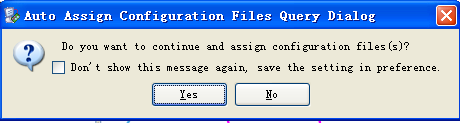 Auto Assign Configuration Files Query Dialog
Do you want to continue and assign configuration files(s)?
Don't show this message again, save the setting in preference.
Yes
No